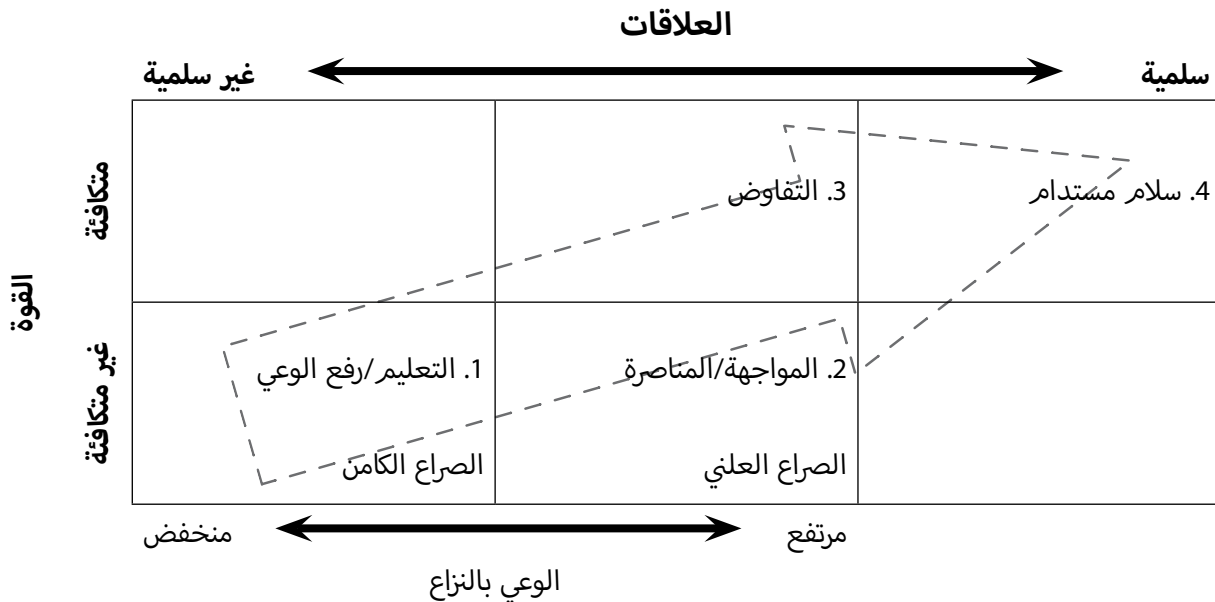 العلاقات
سلمية
غير سلمية
القوة
متكافئة
3. التفاوض
4. سلام مستدام
غير متكافئة
1. التعليم/رفع الوعي
2. المواجهة/المناصرة
الصراع الكامن
الصراع العلني
منخفض
مرتفع
الوعي بالنزاع